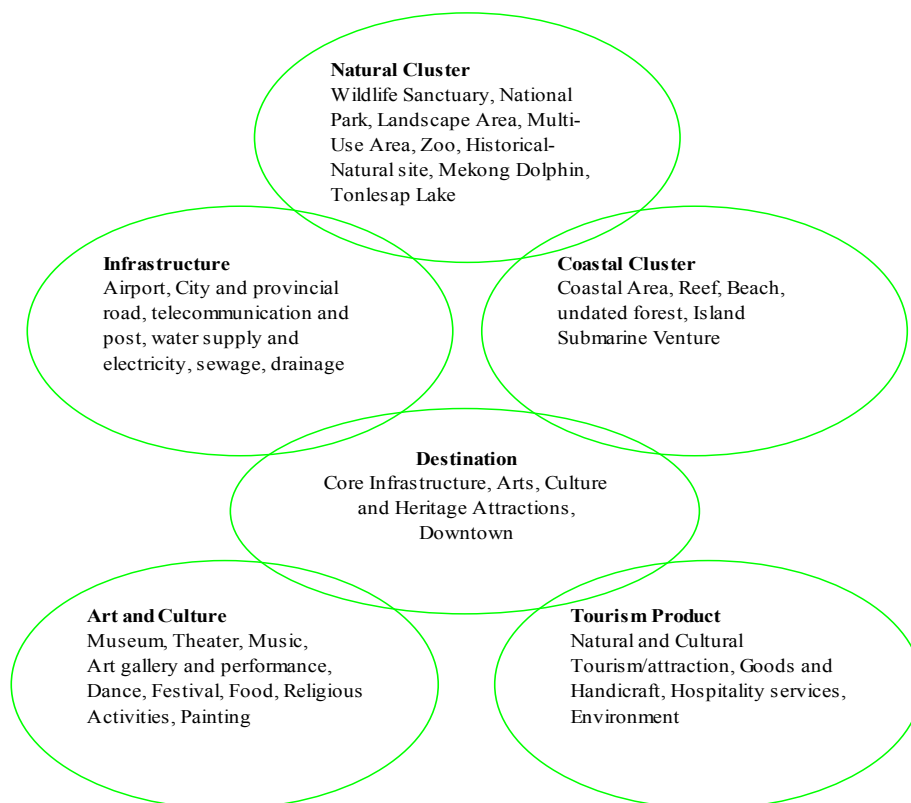 Natural Cluster
Wildlife Sanctuary, National
Park, Landscape Area, Multi-
Use Area, Zoo, Historical-
Natural site, Mekong Dolphin,
Tonlesap Lake
Infrastructure
Airport, City and provincial
road, telecommunication and
post, water supply and
electricity, sewage, drainage
Coastal Cluster
Coastal Area, Reef, Beach,
undated forest, Island
Submarine Venture
Destination
Core Infrastructure, Arts, Culture
and Heritage Attractions,
Downtown
Art and Culture
Museum, Theater, Music,
Art gallery and performance,
Dance, Festival, Food, Religious
Activities, Painting
Tourism Product
Natural and Cultural
Tourism/attraction, Goods and
Handicraft, Hospitality services,
Environment